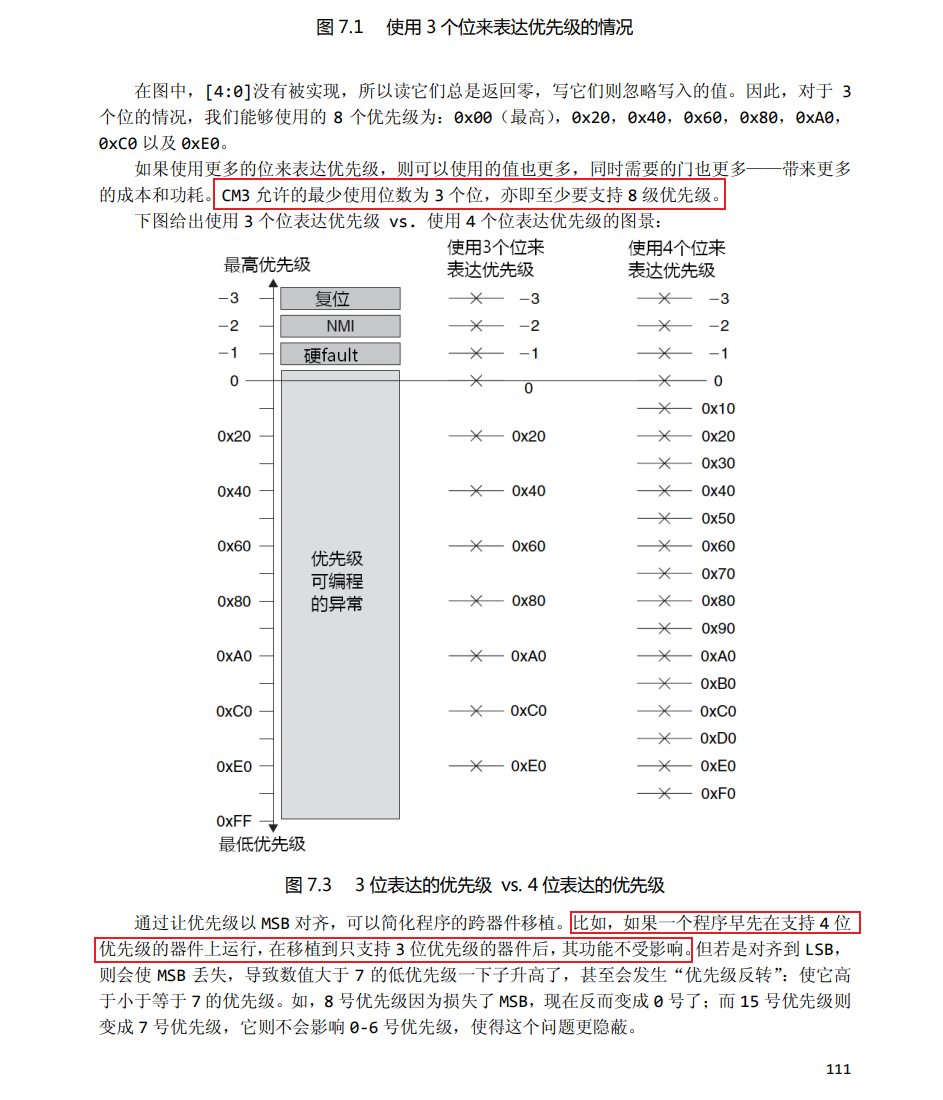 图 7.1 使用 3 个位来表达优先级的情况
在图中，[4:0]没有被实现，所以读它们总是返回零，写它们则忽略写入的值。因此，对于 3
个位的情况，我们能够使用的 8 个优先级为：0x00（最高），0x20，0x40，0x60，0x80，0xA0，
0xC0 以及 0xE0。
如果使用更多的位来表达优先级，则可以使用的值也更多，同时需要的门也更多——带来更多
的成本和功耗。CM3 允许的最少使用位数为 3 个位，亦即至少要支持 8 级优先级。
下图给出使用 3 个位表达优先级 vs. 使用 4 个位表达优先级的图景：
最高优先级
使用3个位来
表达优先级
使用4个位来
表达优先级
-3 复位 -3 -3
-2 NMI -2 -2
-1 硬fault -1 -1
0 0 0
0x10
0x20 0x20 0x20
0x30
0x40 0x40 0x40
0x50
0x60 0x60 0x60
优先级
可编程
的异常
0x70
0x80 0x80 0x80
0x90
0xA0 0xA0 0xA0
0xB0
0xC0 0xC0 0xC0
0xD0
0xE0 0xE0 0xE0
0xF0
0xFF
最低优先级
图 7.3 3 位表达的优先级 vs. 4 位表达的优先级
通过让优先级以 MSB 对齐，可以简化程序的跨器件移植。比如，如果一个程序早先在支持 4 位
优先级的器件上运行，在移植到只支持 3 位优先级的器件后，其功能不受影响。但若是对齐到 LSB，
则会使 MSB 丢失，导致数值大于 7 的低优先级一下子升高了，甚至会发生“优先级反转”：使它高
于小于等于 7 的优先级。如，8 号优先级因为损失了 MSB，现在反而变成 0 号了；而 15 号优先级则
变成 7 号优先级，它则不会影响 0-6 号优先级，使得这个问题更隐蔽。
111